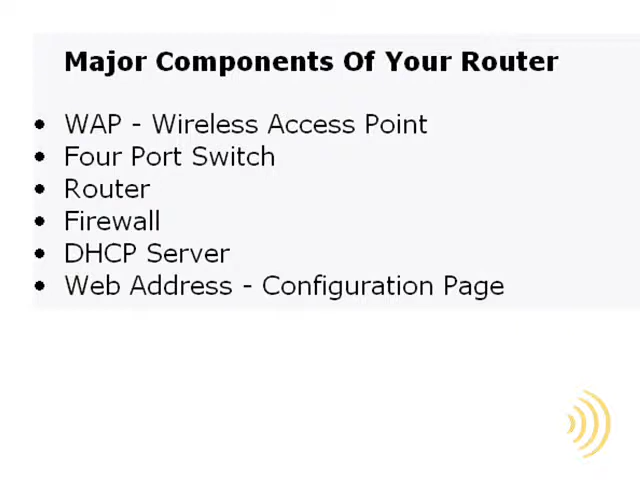 Major Components Of Your Router
• WAP - Wireless Access Point
• Four Port Switch
• Router
• Firewall
• DHCP Server
• Web Address - Configuration Page